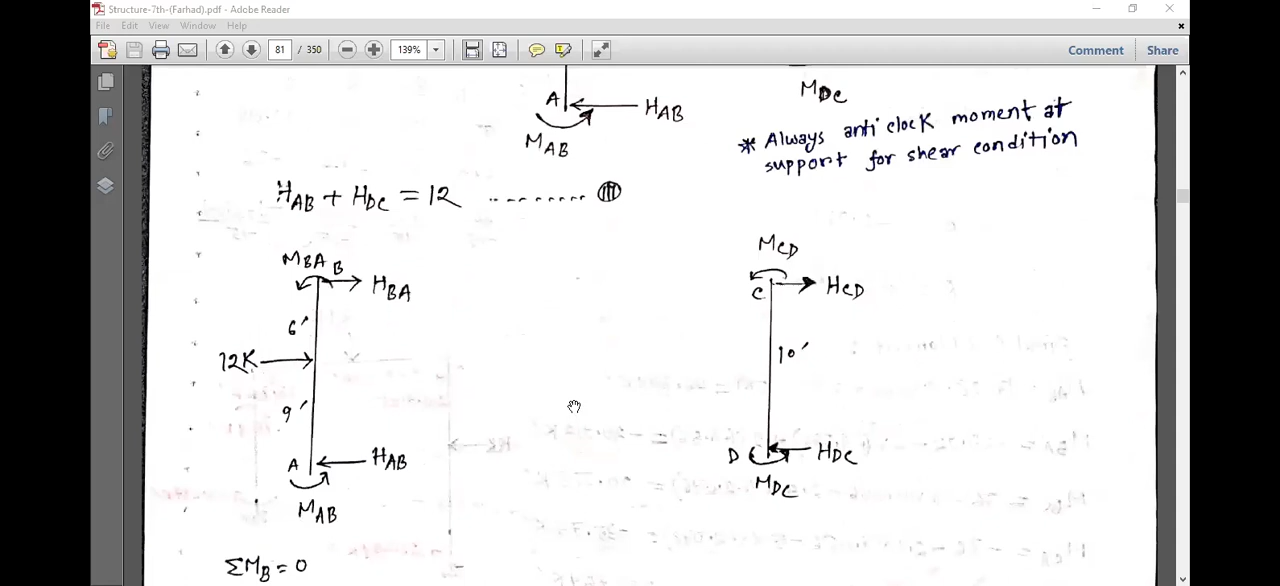 Structure-7th-(Farhad).pdf - Adobe Reader
File Edit View Window Help
81 / 350 139% Comment Share
A HAB
MAB
MDC
* Always anti clock moment at
support for shear condition
HAB + HDC = 12 ......... III
MBA B HBA
6'
12K
9'
A HAB
MAB
MCD
C HCD
10'
D HDC
MDC
ΣMB = 0